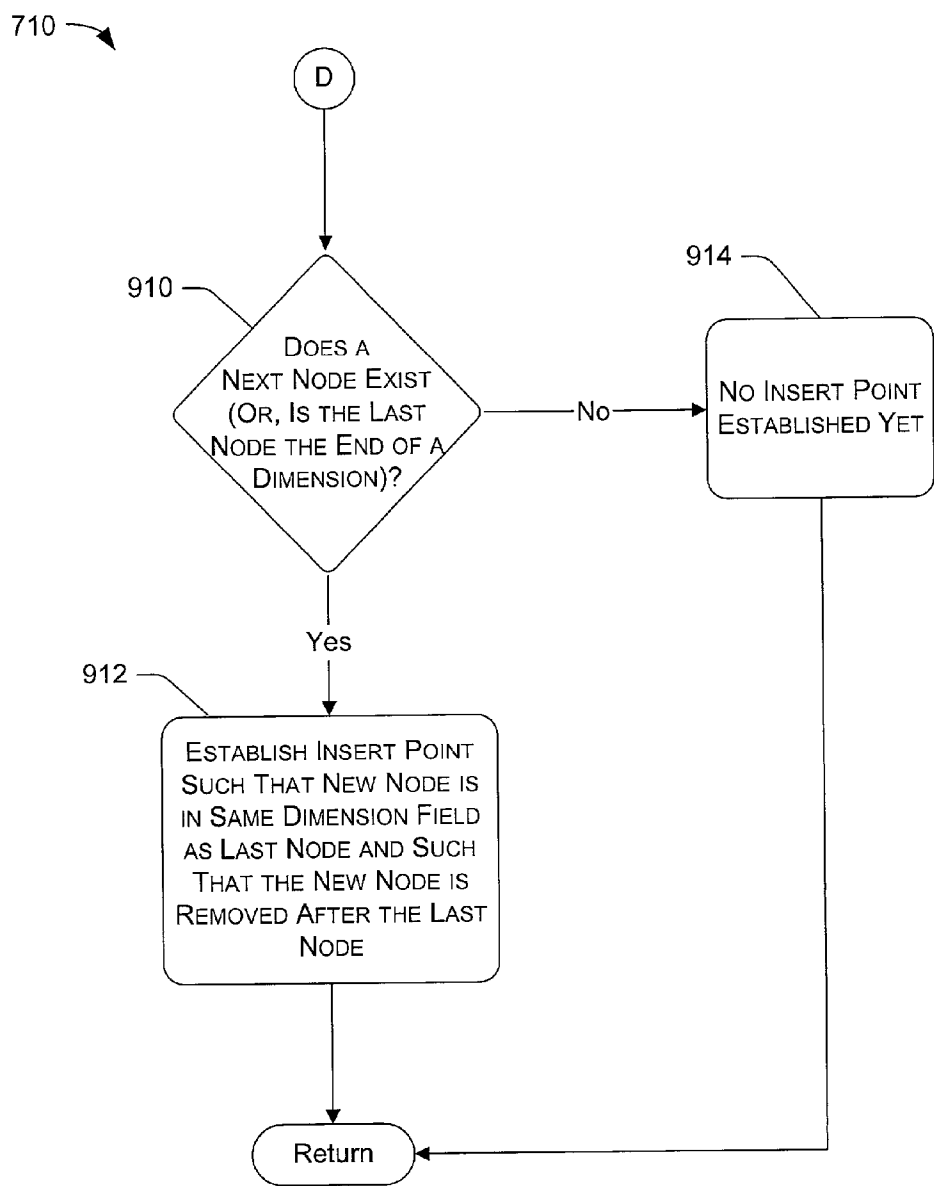 710
D
910
DOES A
NEXT NODE EXIST
(OR, IS THE LAST
NODE THE END OF A
DIMENSION)?
No
914
NO INSERT POINT
ESTABLISHED YET
Yes
912
ESTABLISH INSERT POINT
SUCH THAT NEW NODE IS
IN SAME DIMENSION FIELD
AS LAST NODE AND SUCH
THAT THE NEW NODE IS
REMOVED AFTER THE LAST
NODE
Return